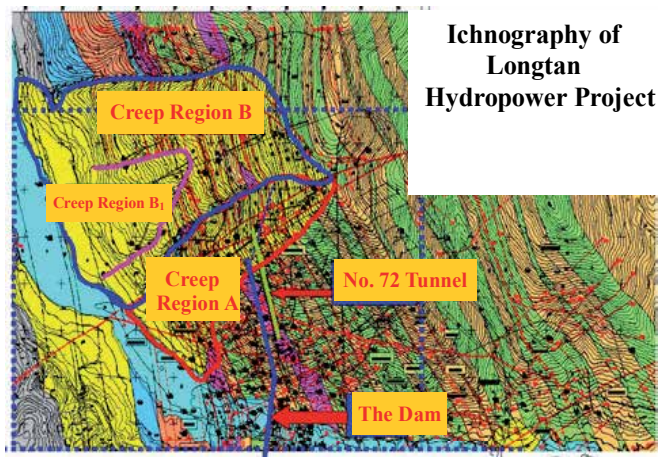 Ichnography of
Longtan
Hydropower Project
Creep Region B
Creep Region B₁
Creep
Region A
No. 72 Tunnel
The Dam